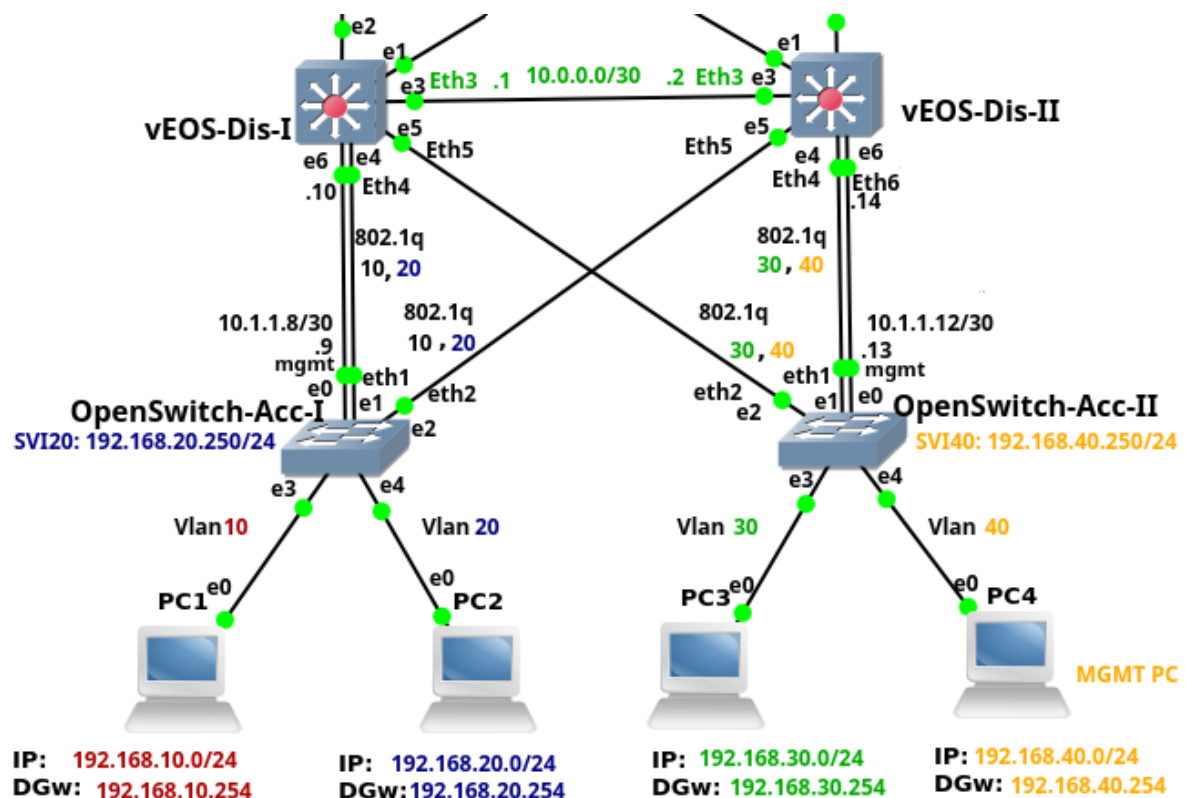 e2
e1
e1
Eth3 .1 10.0.0.0/30 .2 Eth3
e3
e3
vEOS-Dis-I
vEOS-Dis-II
e5
Eth5
e5
Eth5
e6 e4
.10 Eth4
e4 e6
Eth4 Eth6
.14
802.1q
10, 20
802.1q
30 , 40
802.1q
10 , 20
802.1q
30 , 40
10.1.1.8/30
.9
mgmt
e0 eth1
e1
eth2
e2
10.1.1.12/30
.13
mgmt
eth1
e1 e0
eth2
e2
OpenSwitch-Acc-I
SVI20: 192.168.20.250/24
OpenSwitch-Acc-II
SVI40: 192.168.40.250/24
e3 e4
e3 e4
Vlan10
Vlan 20
Vlan 30
Vlan 40
e0
PC1
e0
PC2
e0
PC3
e0
PC4
MGMT PC
IP: 192.168.10.0/24
DGw: 192.168.10.254
IP: 192.168.20.0/24
DGw:192.168.20.254
IP: 192.168.30.0/24
DGw: 192.168.30.254
IP: 192.168.40.0/24
DGw: 192.168.40.254